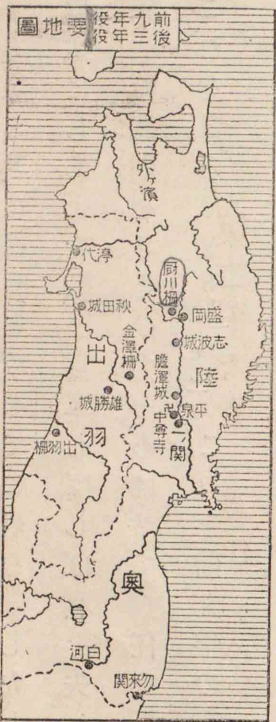 前九年役
後三年役
要地圖
外ヶ濱
渟代
厨川柵
盛岡
秋田城
志波城
金澤柵
陸
膽澤城
出
雄勝城
平泉
中尊寺
一關
羽
出羽柵
奥
白河
勿來關